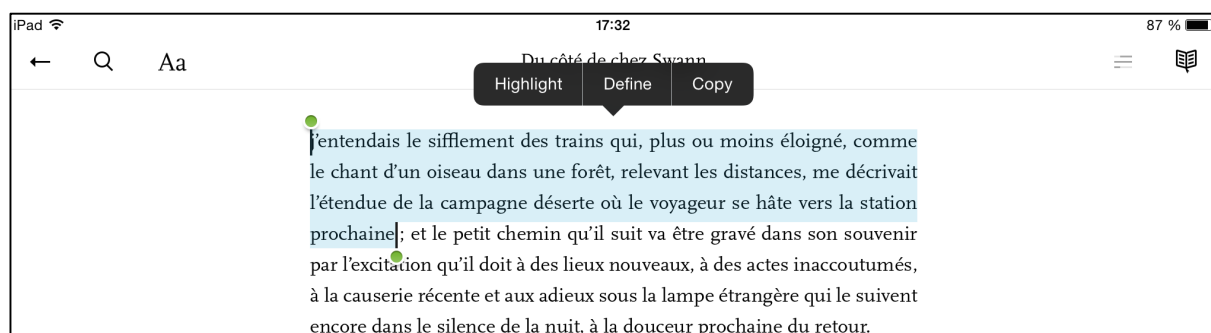 iPad 17:32 87 %
Aa Du côté de chez Swann
Highlight Define Copy
j’entendais le sifflement des trains qui, plus ou moins éloigné, comme
le chant d’un oiseau dans une forêt, relevant les distances, me décrivait
l’étendue de la campagne déserte où le voyageur se hâte vers la station
prochaine ; et le petit chemin qu’il suit va être gravé dans son souvenir
par l’excitation qu’il doit à des lieux nouveaux, à des actes inaccoutumés,
à la causerie récente et aux adieux sous la lampe étrangère qui le suivent
encore dans le silence de la nuit, à la douceur prochaine du retour.